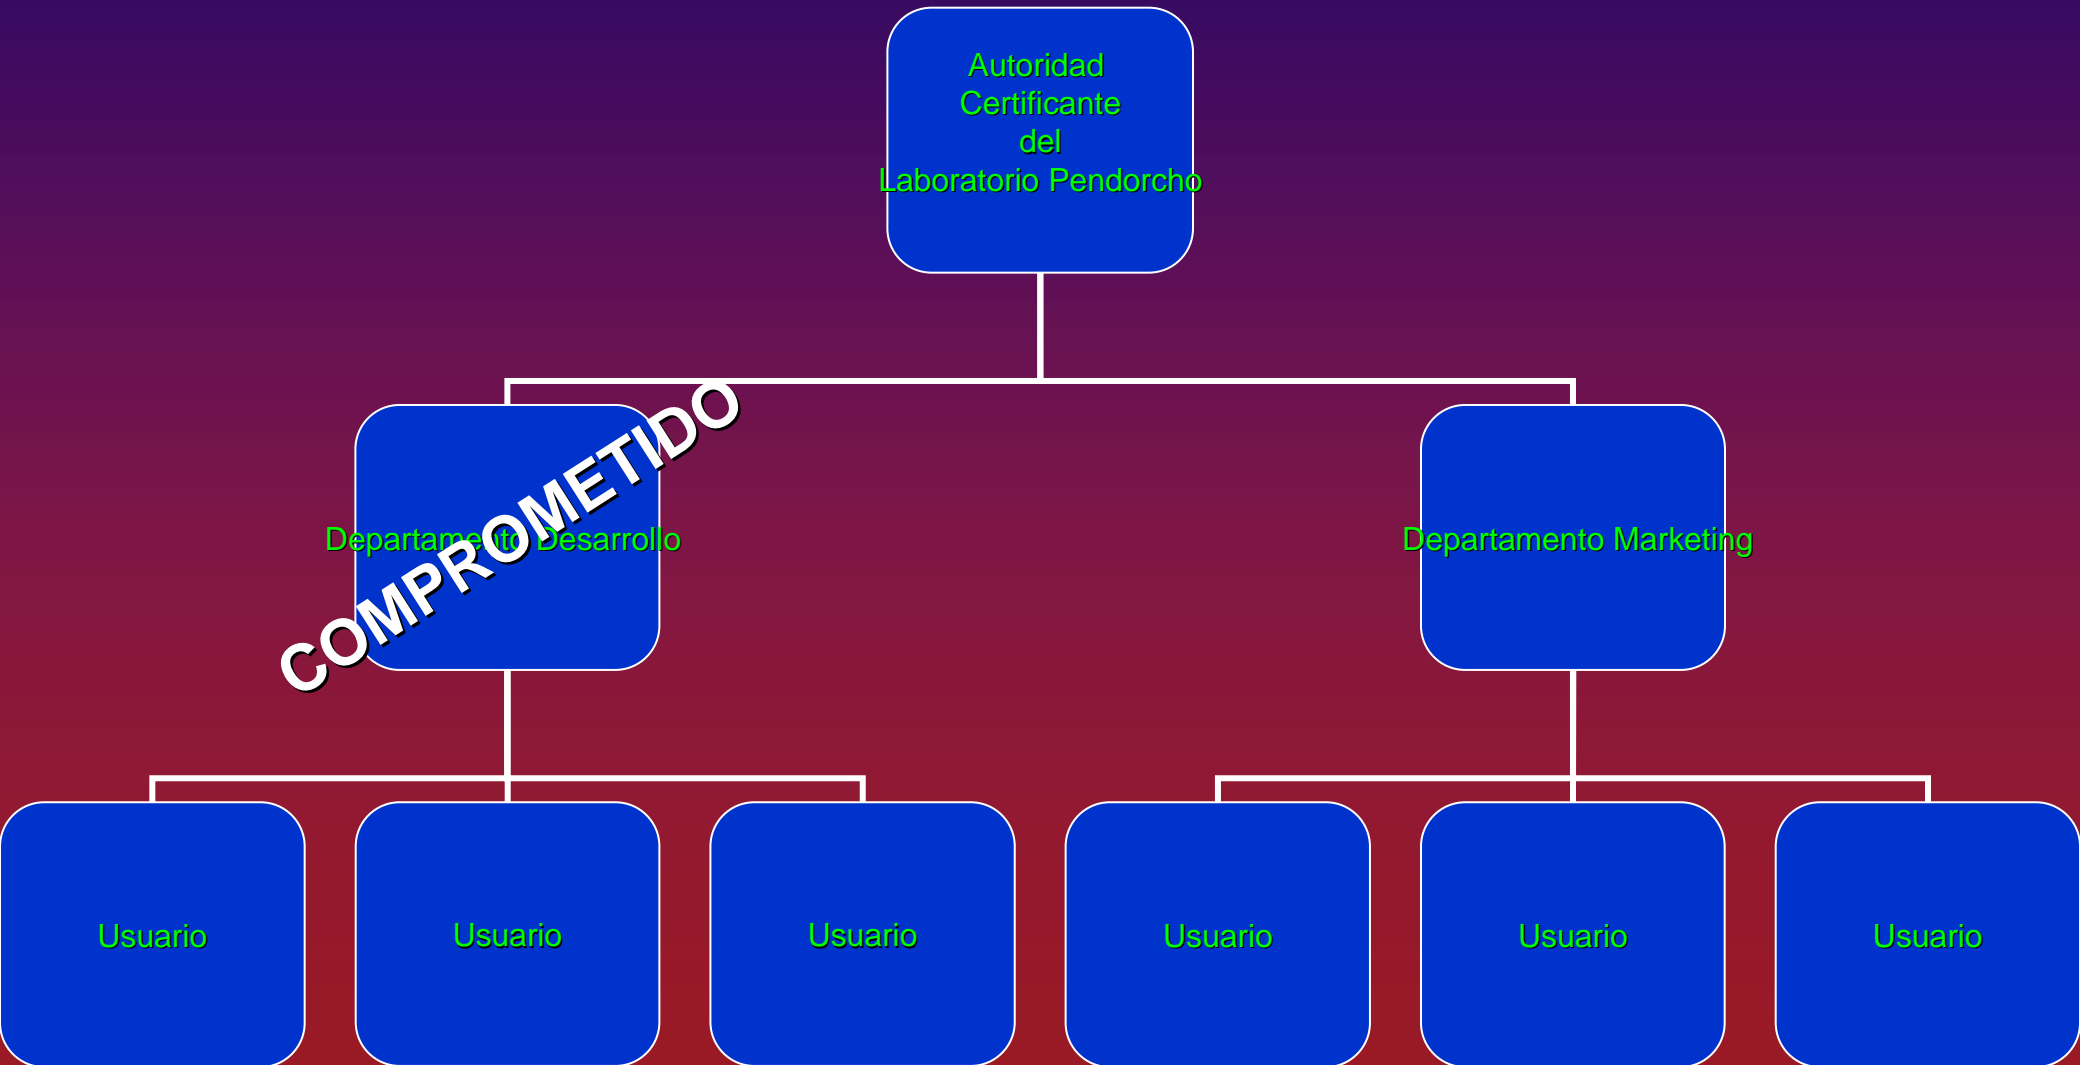 Autoridad
Certificante
del
Laboratorio Pendorcho
COMPROMETIDO
Departamento Desarrollo
Departamento Marketing
Usuario
Usuario
Usuario
Usuario
Usuario
Usuario